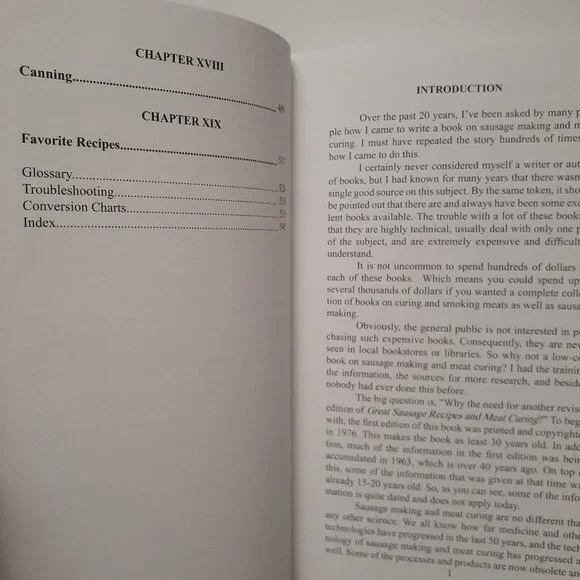 CHAPTER XVIII
Canning
CHAPTER XIX
Favorite Recipes
517
Glossary
Troubleshooting
Conversion Charts
Index
INTRODUCTION
Over the past 20 years, I've been asked by many p
ple how I came to write a book on sausage making and m
curing. I must have repeated the story hundreds of times
how I came to do this.
I certainly never considered myself a writer or aut
of books, but I had known for many years that there wasn
single good source on this subject. By the same token, it sho
be pointed out that there are and always have been some exc
lent books available. The trouble with a lot of these book
that they are highly technical, usually deal with only one p
of the subject, and are extremely expensive and difficul
understand.
It is not uncommon to spend hundreds of dollars
each of these books. Which means you could spend up
several thousands of dollars if you wanted a complete colle
tion of books on curing and smoking meats as well as sausa
making.
Obviously, the general public is not interested in p
chasing such expensive books. Consequently, they are nev
seen in local bookstores or libraries. So why not a low-c
book on sausage making and meat curing? I had the trainin
the information, the sources for more research, and beside
nobody had ever done this before.
The big question is, "Why the need for another revis
edition of Great Sausage Recipes and Meat Curing?" To beg
with, the first edition of this book was printed and copyright
in 1976. This makes the book at least 30 years old. In ado
tion, much of the information in the first edition was bein
accumulated in 1963, which is over 40 years ago. On top o
this, some of the information that was given at that time w
already 15-20 years old. So, as you can see, some of the infor
mation is quite dated and does not apply today.
Sausage making and meat curing are no different tha
any other science. We all know how far medicine and othe
technologies have progressed in the last 50 years, and the tech
nology of sausage making and meat curing has progressed a
well. Some of the processes and products are now obsolete an
1